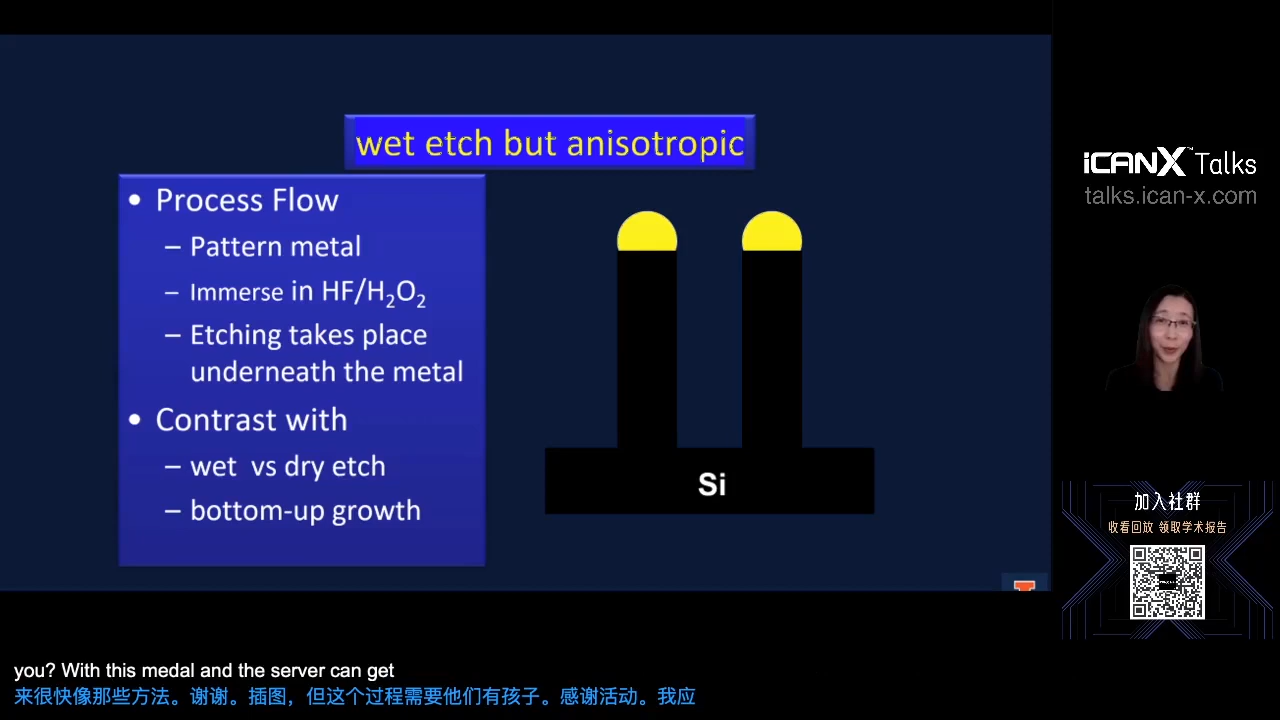 wet etch but anisotropic
• Process Flow
– Pattern metal
– Immerse in HF/H₂O₂
– Etching takes place
underneath the metal
• Contrast with
– wet vs dry etch
– bottom-up growth
Si
iCANX™ Talks
talks.ican-x.com
加入社群
收看回放 领取学术报告
you? With this medal and the server can get
来很快像那些方法。谢谢。插图，但这个过程需要他们有孩子。感谢活动。我应